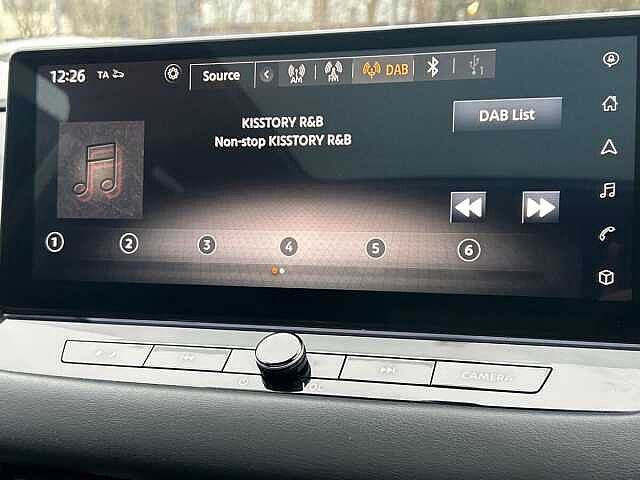 12:26 TA
Source
AM
FM
DAB
1
KISSTORY R&B
Non-stop KISSTORY R&B
DAB List
1 2 3 4 5 6
VOL
CAMERA